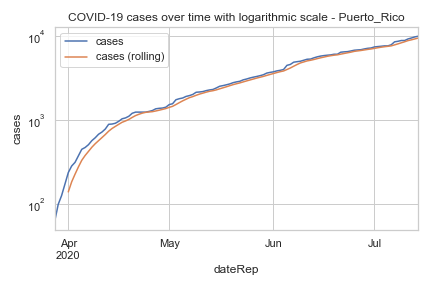 COVID-19 cases over time with logarithmic scale - Puerto_Rico
cases
cases (rolling)
10⁴
10³
10²
cases
Apr
2020
May
Jun
Jul
dateRep